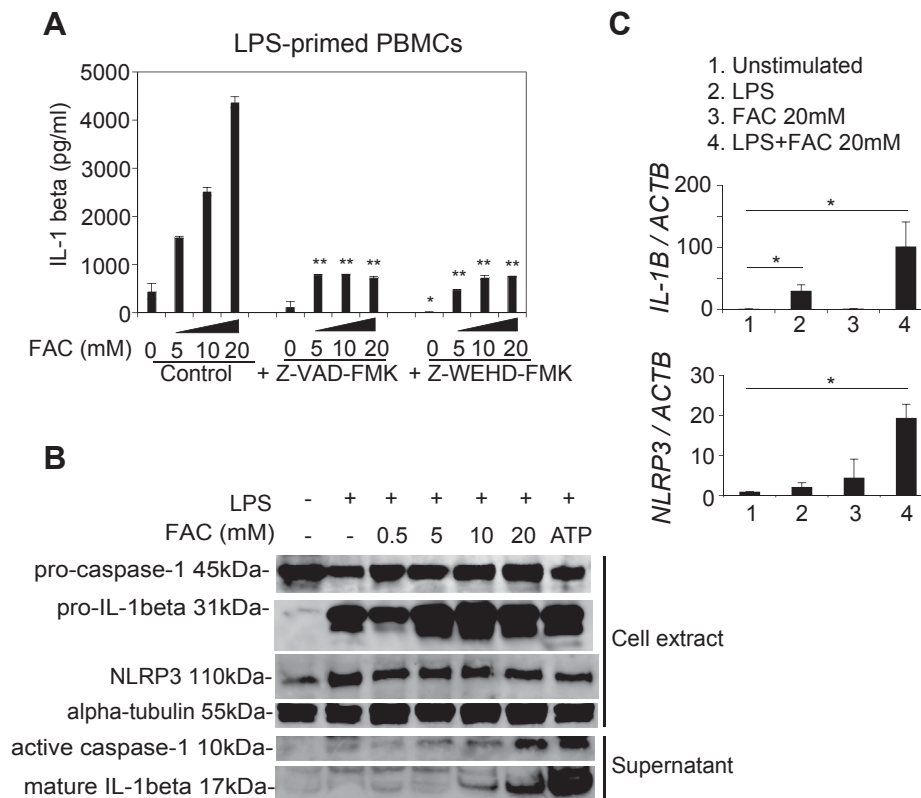 A
LPS-primed PBMCs
IL-1 beta (pg/ml)
5000
4000
3000
2000
1000
0
** ** **
* ** ** **
FAC (mM) 0 5 10 20 0 5 10 20 0 5 10 20
Control + Z-VAD-FMK + Z-WEHD-FMK
B
LPS - + + + + + +
FAC (mM) - - 0.5 5 10 20 ATP
pro-caspase-1 45kDa-
pro-IL-1beta 31kDa-
NLRP3 110kDa-
alpha-tubulin 55kDa-
Cell extract
active caspase-1 10kDa-
mature IL-1beta 17kDa-
Supernatant
C
1. Unstimulated
2. LPS
3. FAC 20mM
4. LPS+FAC 20mM
IL-1B / ACTB
200
100
0
*
*
1 2 3 4
NLRP3 / ACTB
30
20
10
0
*
1 2 3 4